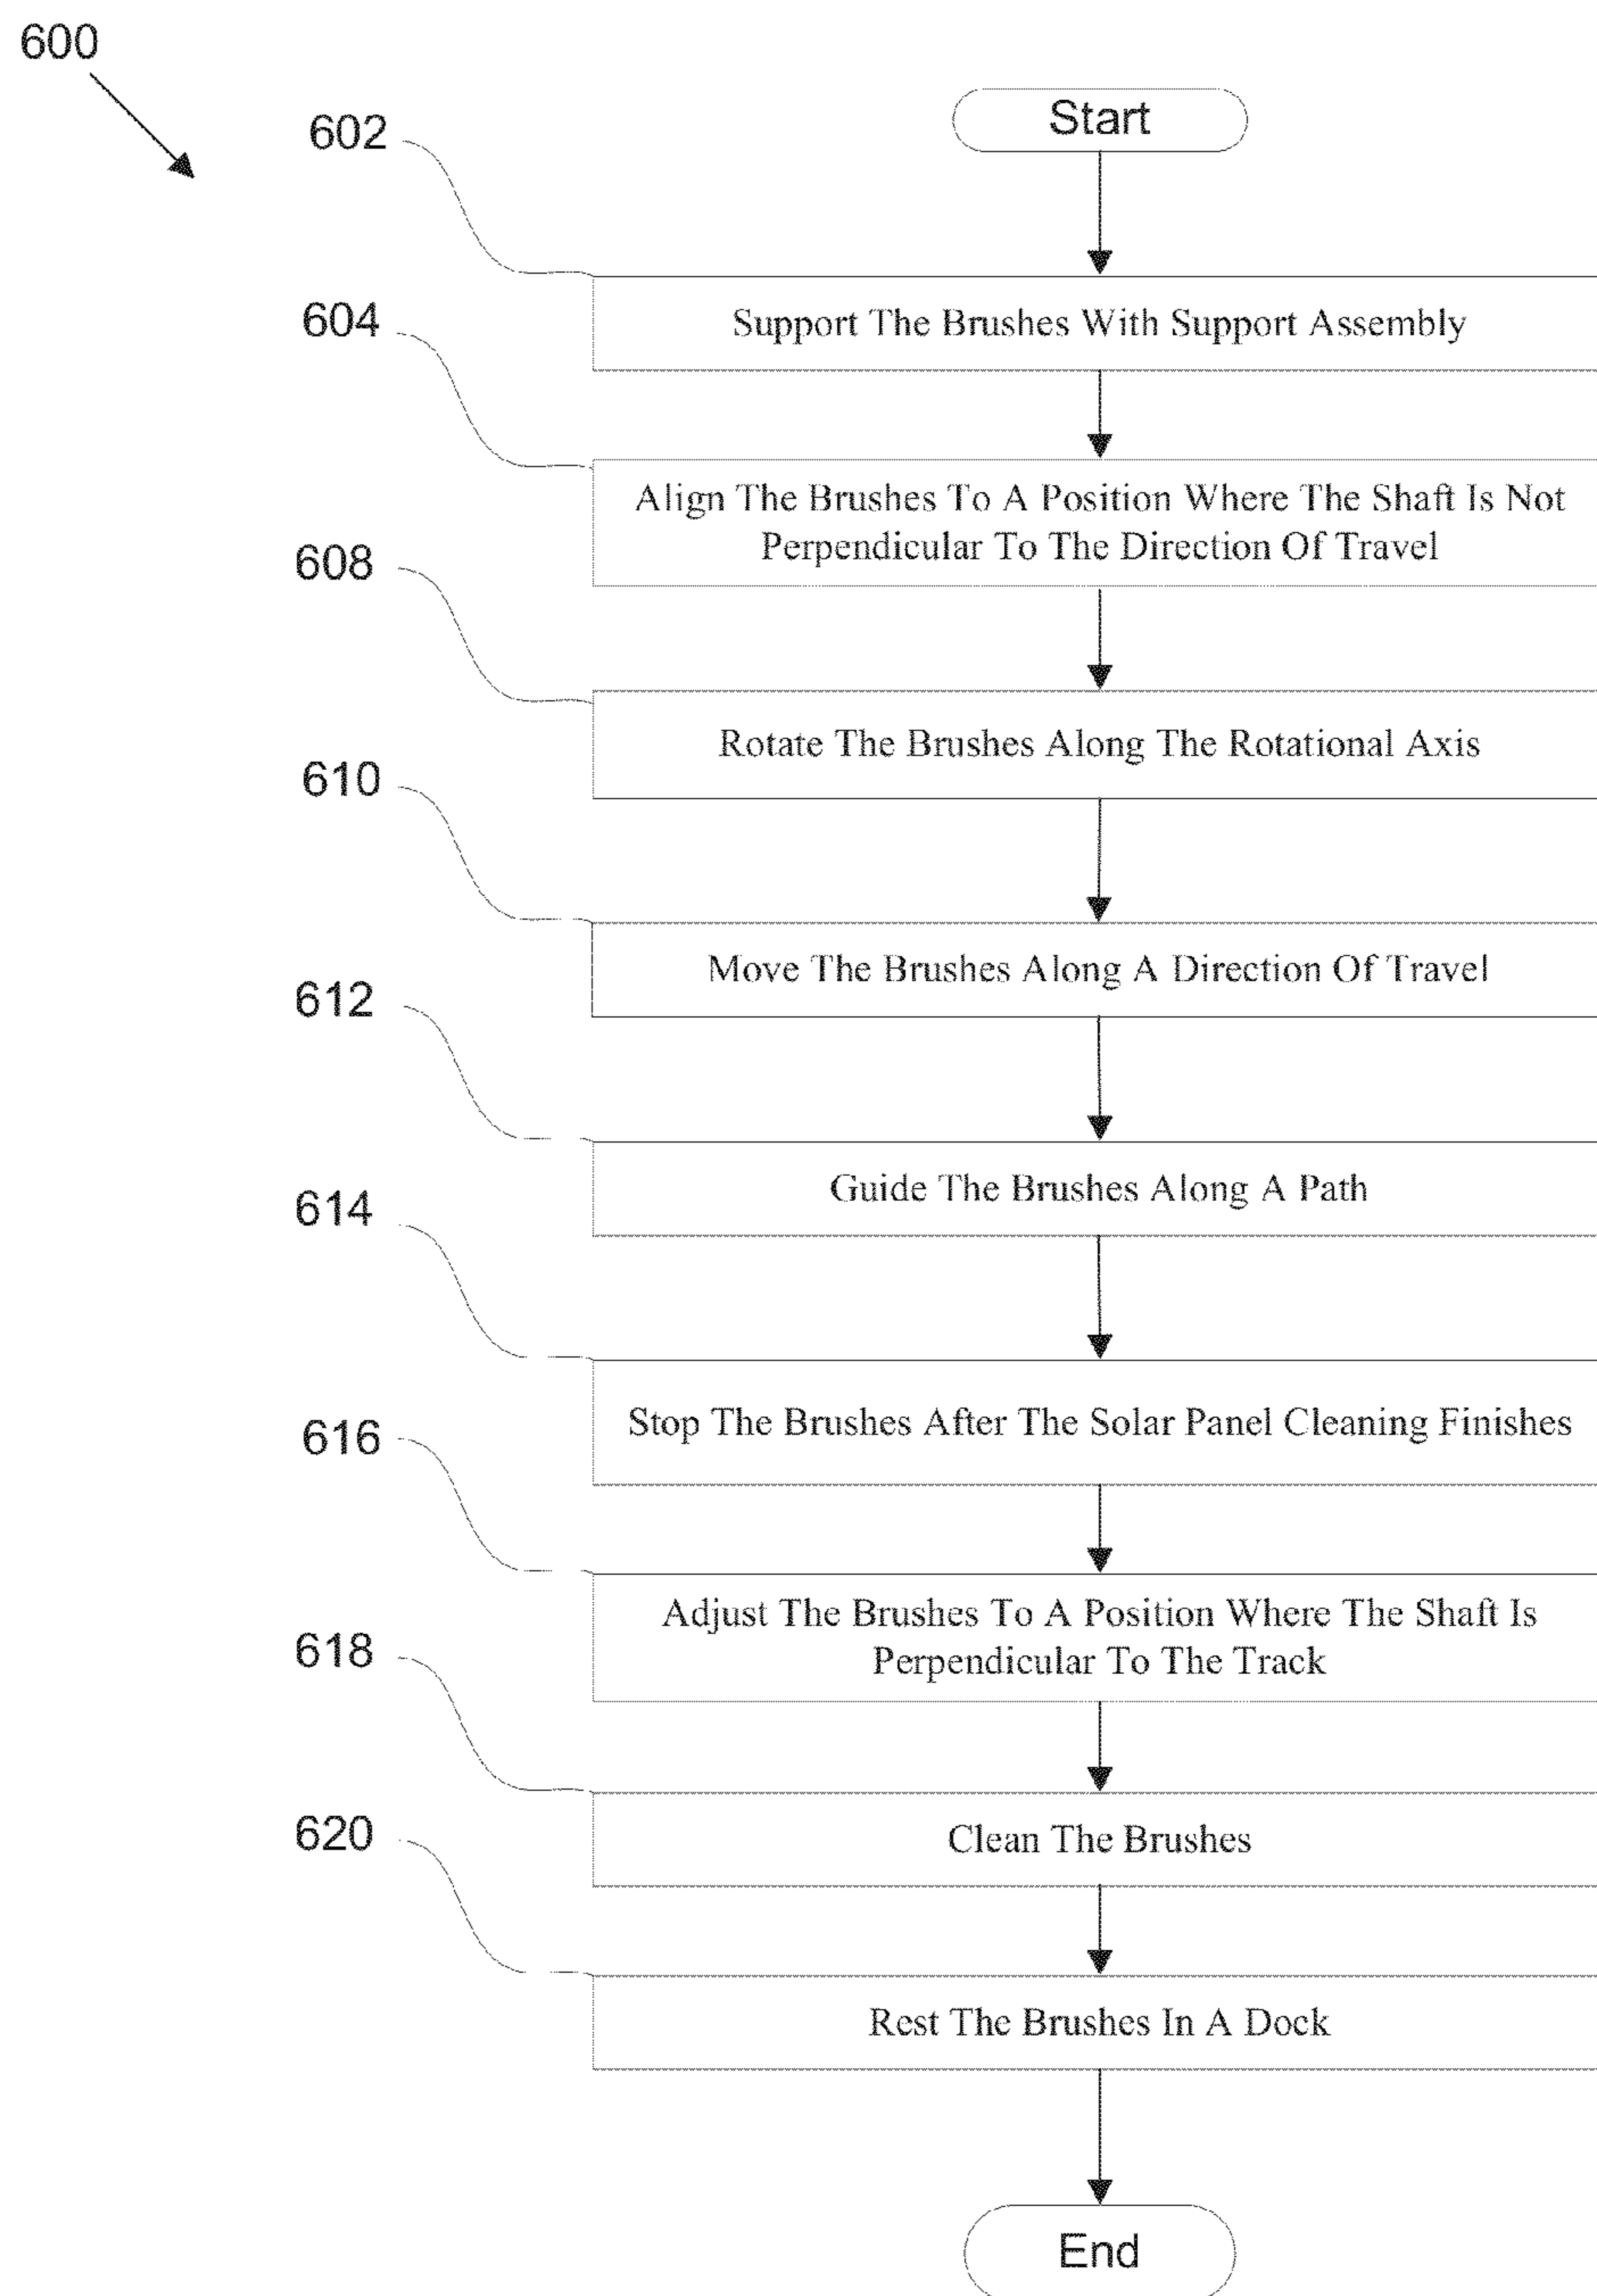 600
Start
602
Support The Brushes With Support Assembly
604
Align The Brushes To A Position Where The Shaft Is Not
Perpendicular To The Direction Of Travel
608
Rotate The Brushes Along The Rotational Axis
610
Move The Brushes Along A Direction Of Travel
612
Guide The Brushes Along A Path
614
Stop The Brushes After The Solar Panel Cleaning Finishes
616
Adjust The Brushes To A Position Where The Shaft Is
Perpendicular To The Track
618
Clean The Brushes
620
Rest The Brushes In A Dock
End